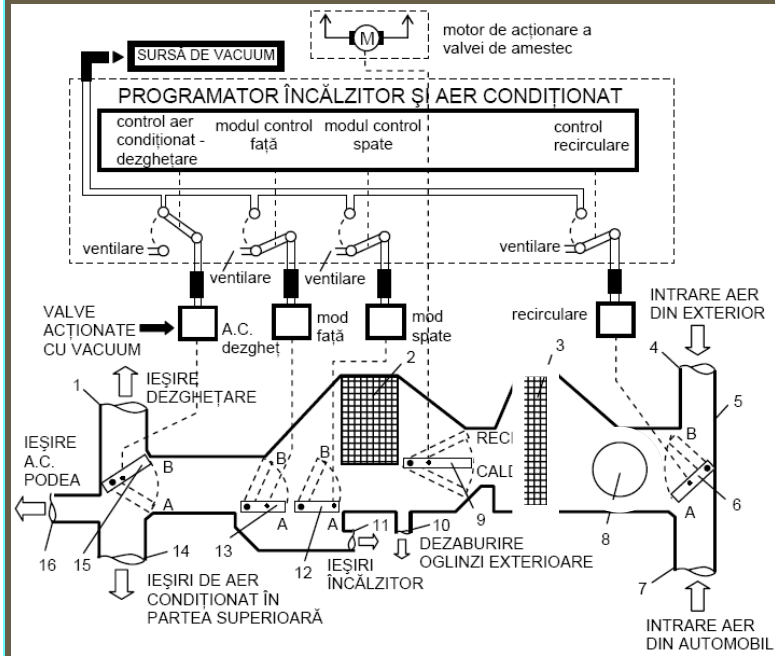 motor de acționare a
valvei de amestec
M
SURSĂ DE VACUUM
PROGRAMATOR ÎNCĂLZITOR ŞI AER CONDIȚIONAT
control aer
condiționat -
dezghețare
modul control
față
modul control
spate
control
recirculare
ventilare
ventilare
ventilare
ventilare
VALVE
ACȚIONATE
CU VACUUM
A.C.
dezgheț
mod
față
mod
spate
recirculare
INTRARE AER
DIN EXTERIOR
1
IEȘIRE
DEZGHEȚARE
2
3
4
5
IEȘIRE
A.C.
PODEA
B
A
B
A
B
A
CALD
B
A
6
16
15
14
13
12
11
10
9
8
7
IEȘIRI DE AER
CONDIȚIONAT ÎN
PARTEA SUPERIOARĂ
IEȘIRI
ÎNCĂLZITOR
DEZABURIRE
OGLINZI EXTERIOARE
INTRARE AER
DIN AUTOMOBIL